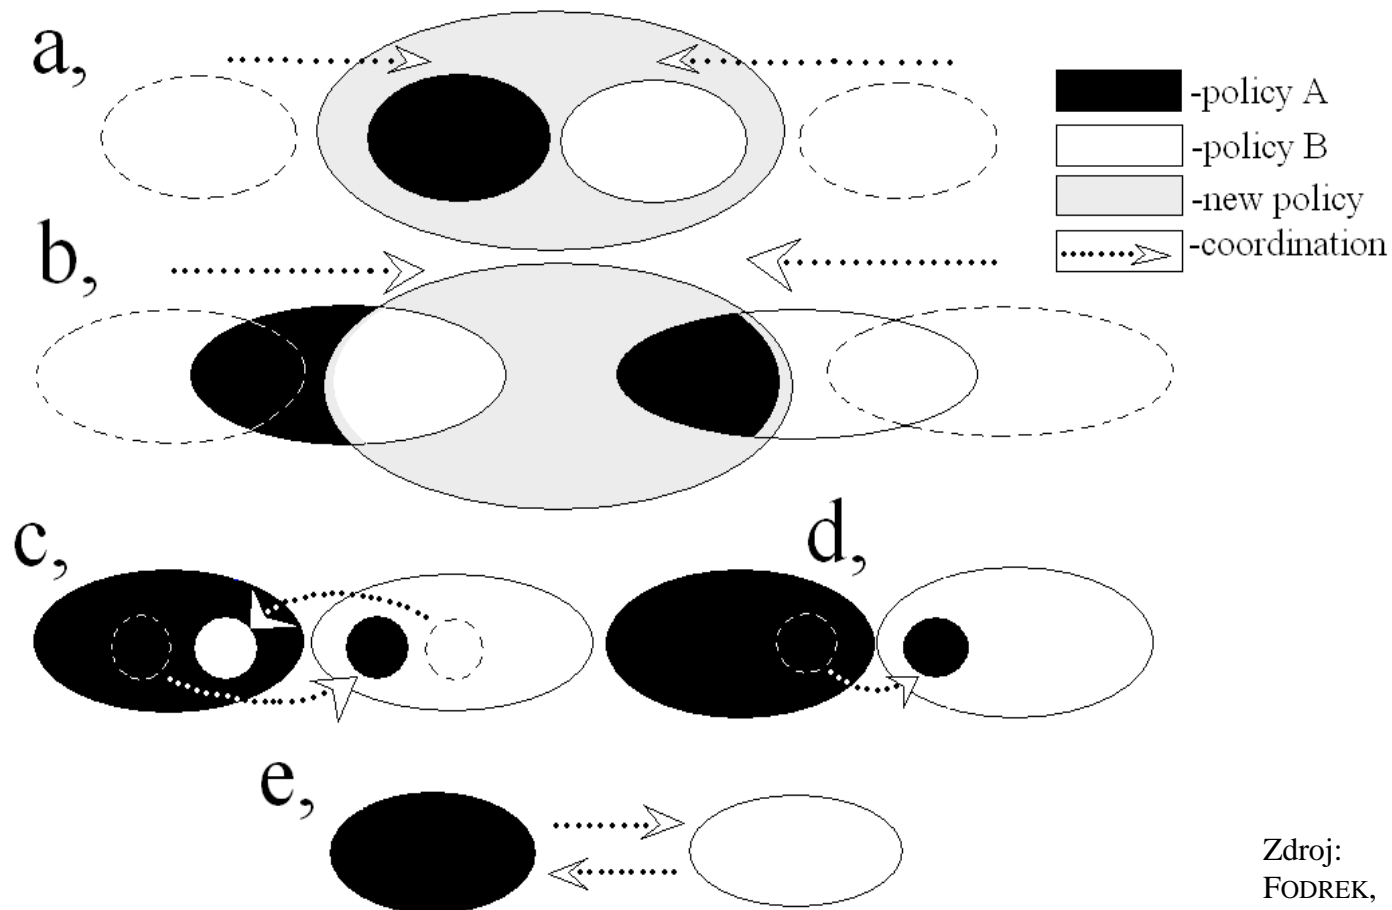 a,
-policy A
-policy B
-new policy
-coordination
b,
c,
d,
e,
Zdroj:
FODREK,